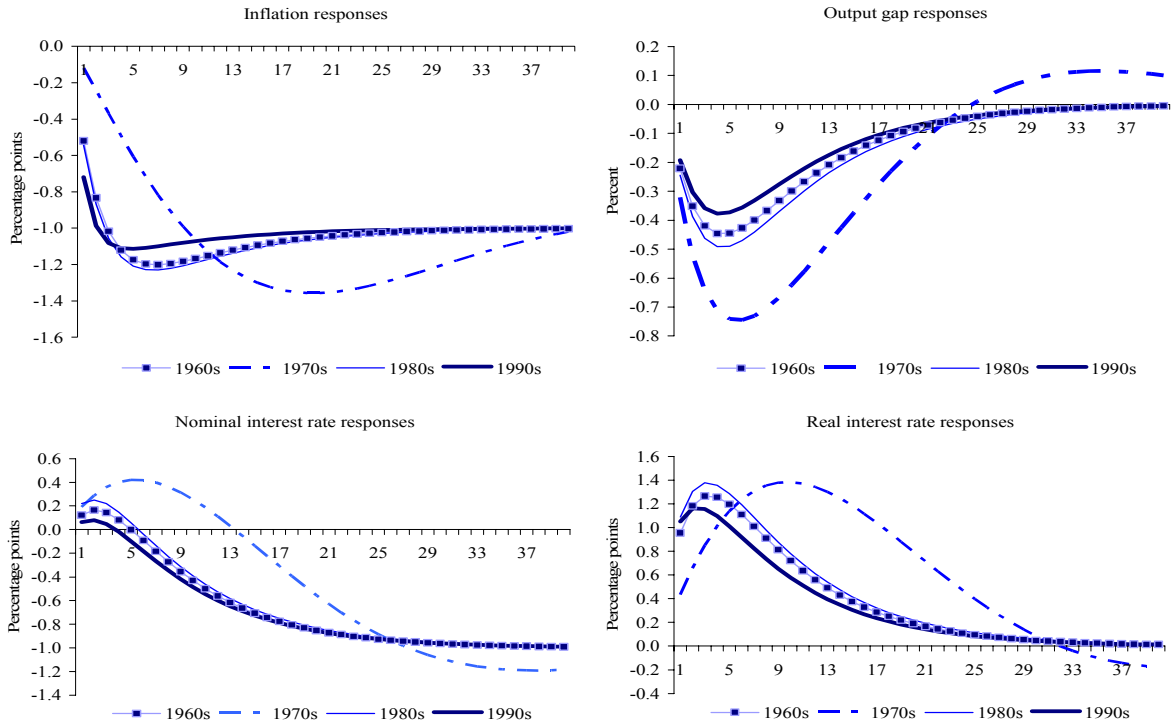 Inflation responses
Percentage points
0.0
-0.2
-0.4
-0.6
-0.8
-1.0
-1.2
-1.4
-1.6
1 5 9 13 17 21 25 29 33 37
1960s 1970s 1980s 1990s
Output gap responses
Percent
0.2
0.1
0.0
-0.1
-0.2
-0.3
-0.4
-0.5
-0.6
-0.7
-0.8
1 5 9 13 17 21 25 29 33 37
1960s 1970s 1980s 1990s
Nominal interest rate responses
Percentage points
0.6
0.4
0.2
0.0
-0.2
-0.4
-0.6
-0.8
-1.0
-1.2
-1.4
1 5 9 13 17 21 25 29 33 37
1960s 1970s 1980s 1990s
Real interest rate responses
Percentage points
1.6
1.4
1.2
1.0
0.8
0.6
0.4
0.2
0.0
-0.2
-0.4
1 5 9 13 17 21 25 29 33 37
1960s 1970s 1980s 1990s